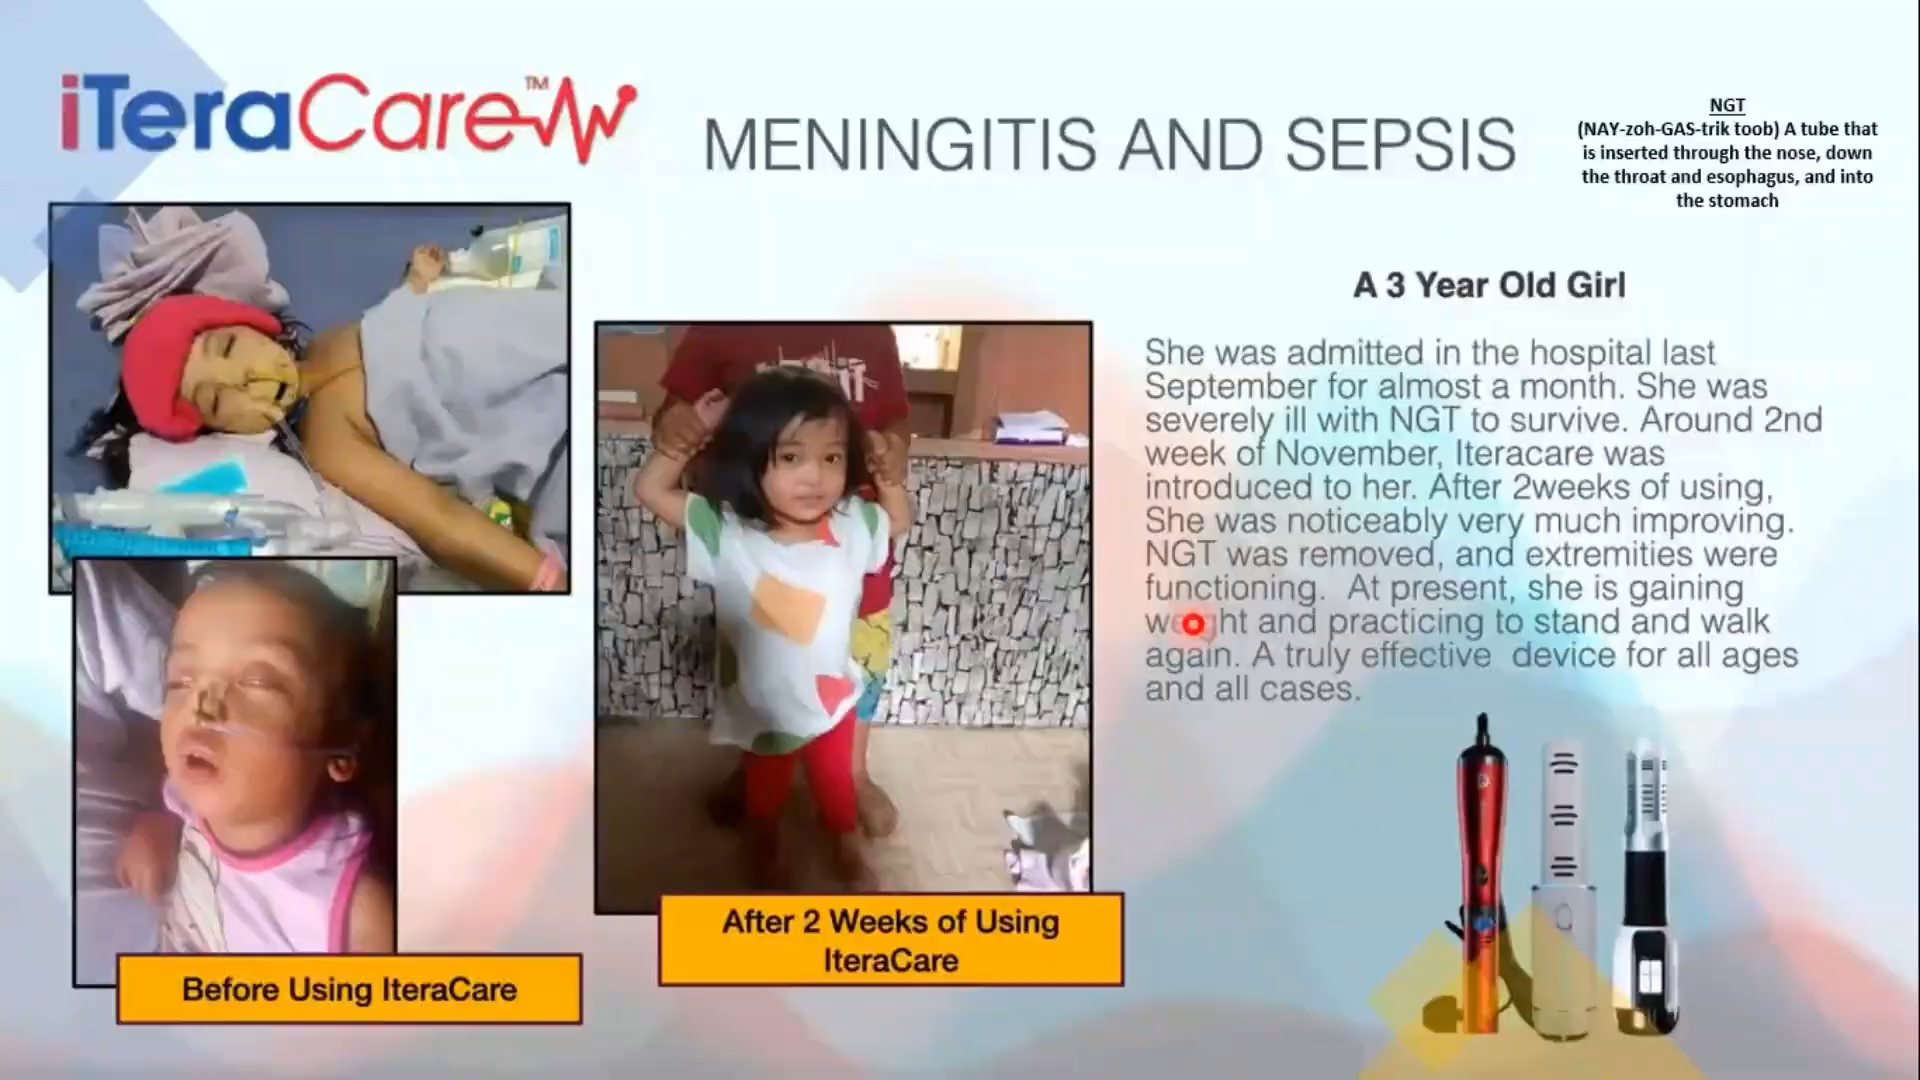 iTeraCare™
MENINGITIS AND SEPSIS
NGT
(NAY-zoh-GAS-trik toob) A tube that
is inserted through the nose, down
the throat and esophagus, and into
the stomach
A 3 Year Old Girl
She was admitted in the hospital last
September for almost a month. She was
severely ill with NGT to survive. Around 2nd
week of November, Iteracare was
introduced to her. After 2weeks of using,
She was noticeably very much improving.
NGT was removed, and extremities were
functioning. At present, she is gaining
weight and practicing to stand and walk
again. A truly effective device for all ages
and all cases.
After 2 Weeks of Using
IteraCare
Before Using IteraCare